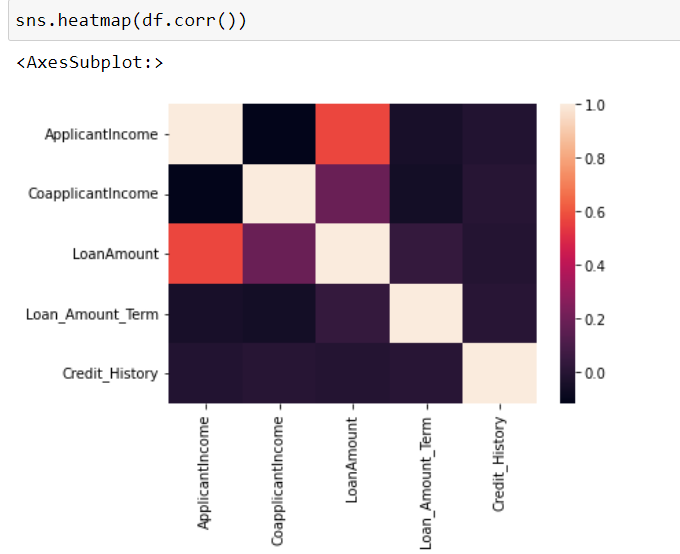 sns.heatmap(df.corr())
<AxesSubplot:>
1.0
ApplicantIncome
0.8
CoapplicantIncome
0.6
LoanAmount
0.4
0.2
Loan_Amount_Term
0.0
Credit_History
ApplicantIncome
CoapplicantIncome
LoanAmount
Loan_Amount_Term
Credit_History